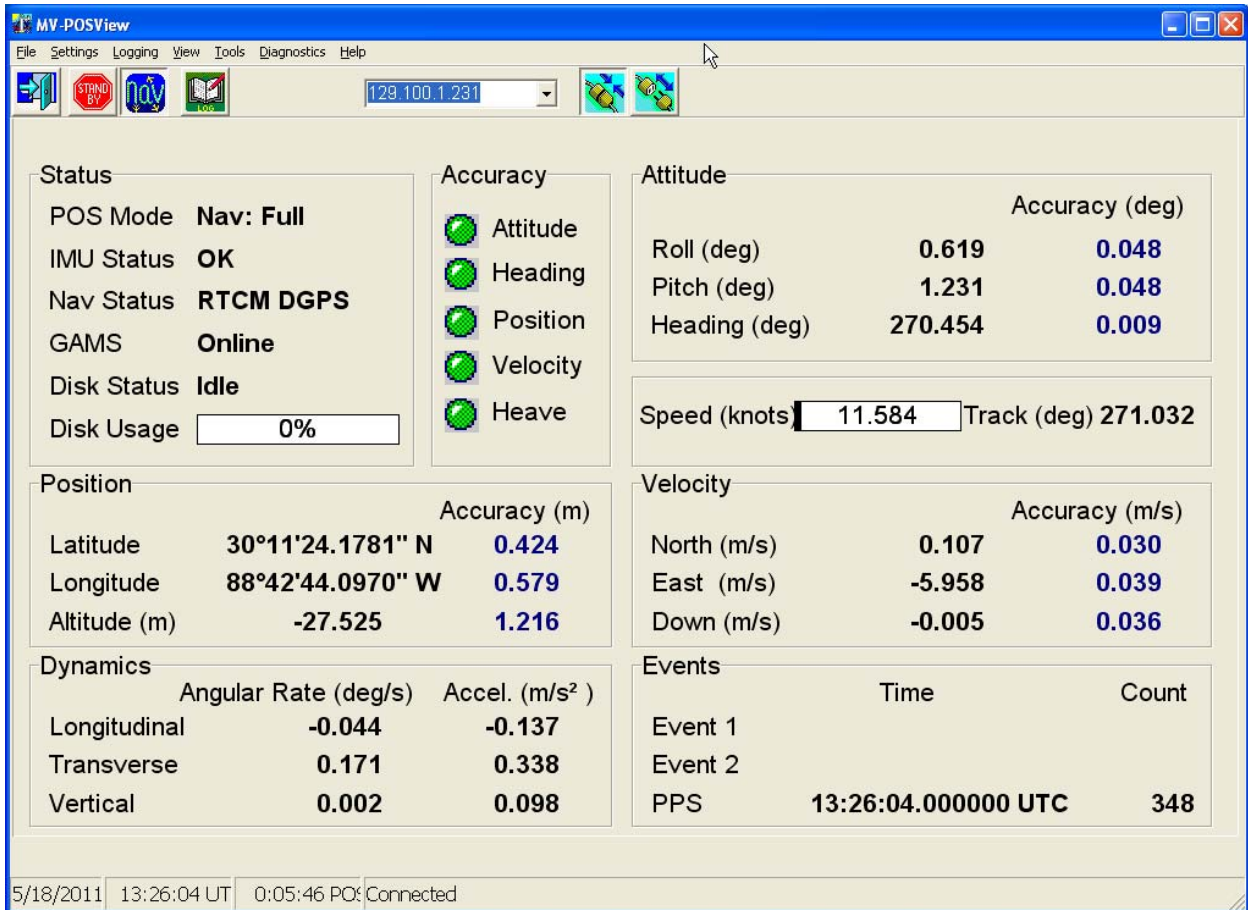 MV-POSView
File Settings Logging View Tools Diagnostics Help
STAND BY nav LOG 129.100.1.231
Status
POS Mode Nav: Full
IMU Status OK
Nav Status RTCM DGPS
GAMS Online
Disk Status Idle
Disk Usage 0%
Accuracy
Attitude
Heading
Position
Velocity
Heave
Attitude
Accuracy (deg)
Roll (deg) 0.619 0.048
Pitch (deg) 1.231 0.048
Heading (deg) 270.454 0.009
Speed (knots) 11.584 Track (deg) 271.032
Position
Accuracy (m)
Latitude 30°11'24.1781" N 0.424
Longitude 88°42'44.0970" W 0.579
Altitude (m) -27.525 1.216
Velocity
Accuracy (m/s)
North (m/s) 0.107 0.030
East (m/s) -5.958 0.039
Down (m/s) -0.005 0.036
Dynamics
Angular Rate (deg/s) Accel. (m/s² )
Longitudinal -0.044 -0.137
Transverse 0.171 0.338
Vertical 0.002 0.098
Events
Time Count
Event 1
Event 2
PPS 13:26:04.000000 UTC 348
5/18/2011 13:26:04 UT 0:05:46 POS Connected